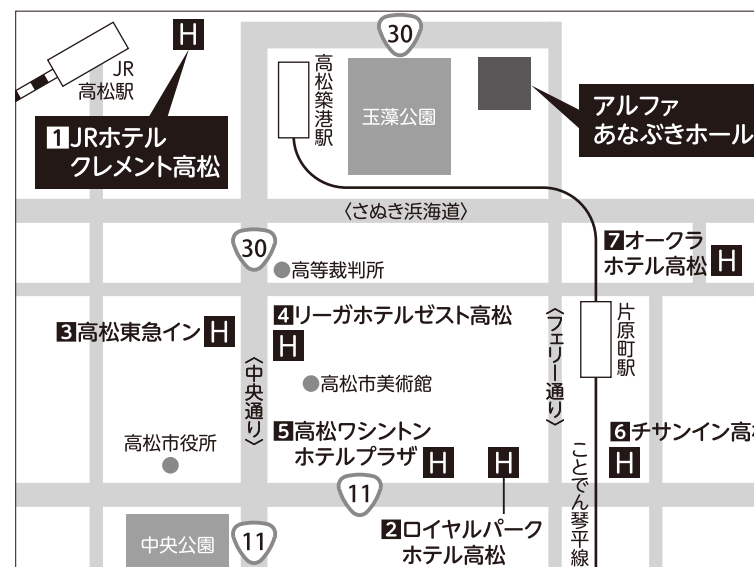 30
JR
高松駅
1 JRホテル
クレメント高松
高松築港駅
玉藻公園
アルファ
あなぶきホール
〈さぬき浜海道〉
30
高等裁判所
7 オークラ
ホテル高松
H
H
3 高松東急イン H
4 リーガホテルゼスト高松
H
〈フェリー通り〉
片原町駅
〈中央通り〉
高松市美術館
高松市役所
5 高松ワシントン
ホテルプラザ H
H
6 チサンイン高松
H
ことでん琴平線
11
2 ロイヤルパーク
ホテル高松
中央公園
11